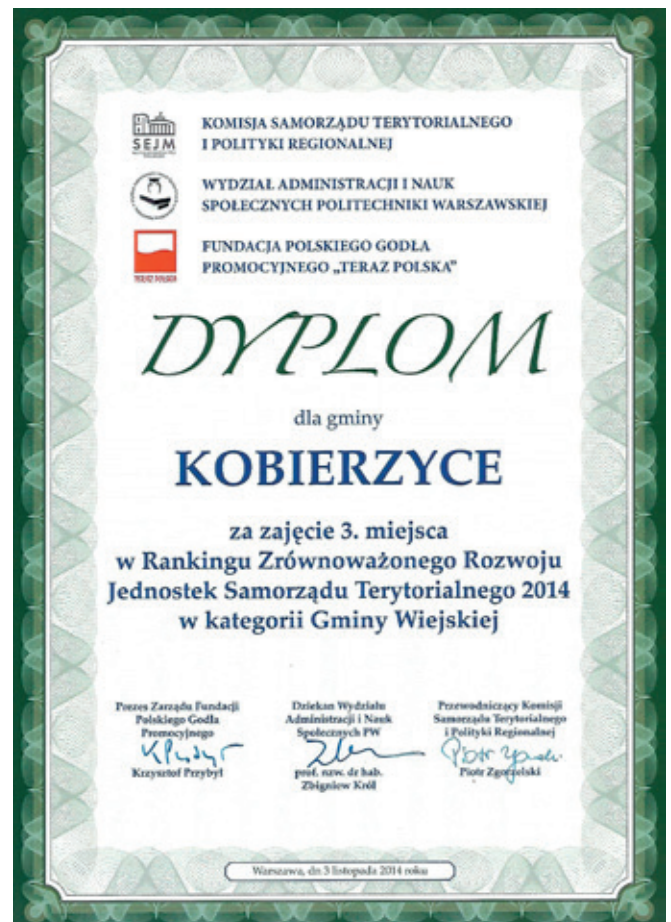 SEJM
KOMISJA SAMORZĄDU TERYTORIALNEGO
I POLITYKI REGIONALNEJ
WYDZIAŁ ADMINISTRACJI I NAUK
SPOŁECZNYCH POLITECHNIKI WARSZAWSKIEJ
TERAZ POLSKA
FUNDACJA POLSKIEGO GODŁA
PROMOCYJNEGO „TERAZ POLSKA”
DYPLOM
dla gminy
KOBIERZYCE
za zajęcie 3. miejsca
w Rankingu Zrównoważonego Rozwoju
Jednostek Samorządu Terytorialnego 2014
w kategorii Gminy Wiejskiej
Prezes Zarządu Fundacji
Polskiego Godła
Promocyjnego
Krzysztof Przybył
Dziekan Wydziału
Administracji i Nauk
Społecznych PW
prof. nzw. dr hab.
Zbigniew Król
Przewodniczący Komisji
Samorządu Terytorialnego
i Polityki Regionalnej
Piotr Zgorzelski
Warszawa, dn 3 listopada 2014 roku